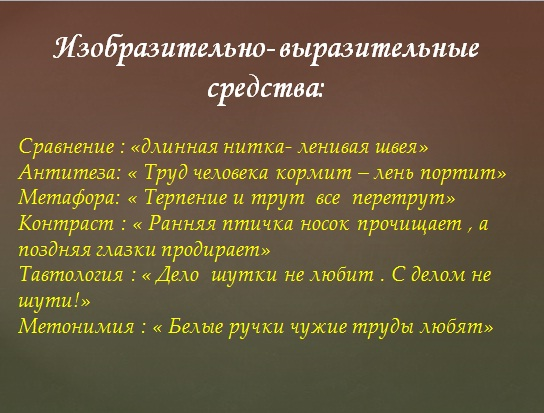 Изобразительно-выразительные
средства:
Сравнение : «длинная нитка- ленивая швея»
Антитеза: « Труд человека кормит – лень портит»
Метафора: « Терпение и трут все перетрут»
Контраст : « Ранняя птичка носок прочищает , а
поздняя глазки продирает»
Тавтология : « Дело шутки не любит . С делом не
шути!»
Метонимия : « Белые ручки чужие труды любят»